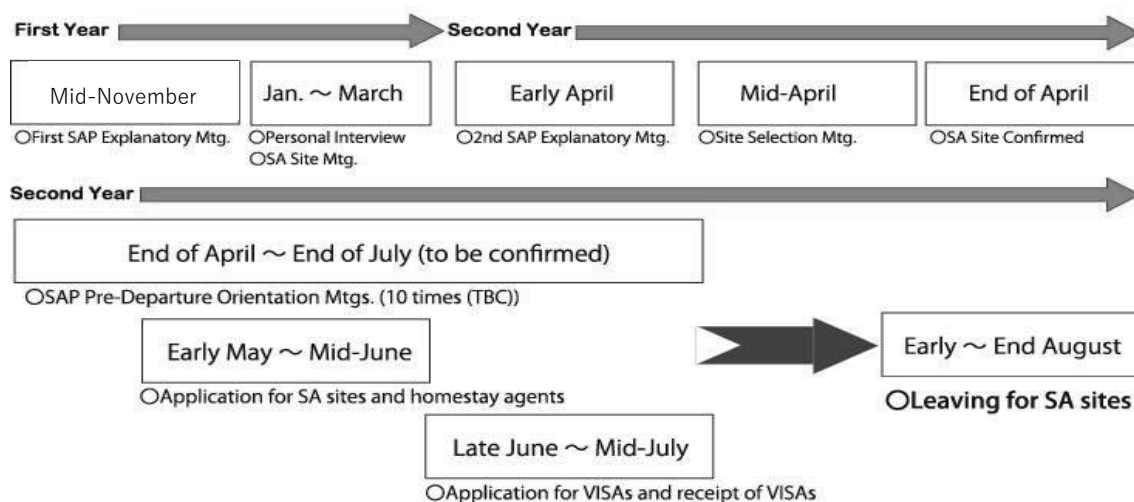 First Year
Second Year
Mid-November
Jan. ～ March
Early April
Mid-April
End of April
○First SAP Explanatory Mtg.
○Personal Interview
○SA Site Mtg.
○2nd SAP Explanatory Mtg.
○Site Selection Mtg.
○SA Site Confirmed
Second Year
End of April ～ End of July (to be confirmed)
○SAP Pre-Departure Orientation Mtgs. (10 times (TBC))
Early May ～ Mid-June
○Application for SA sites and homestay agents
Late June ～ Mid-July
○Application for VISAs and receipt of VISAs
Early ～ End August
○Leaving for SA sites